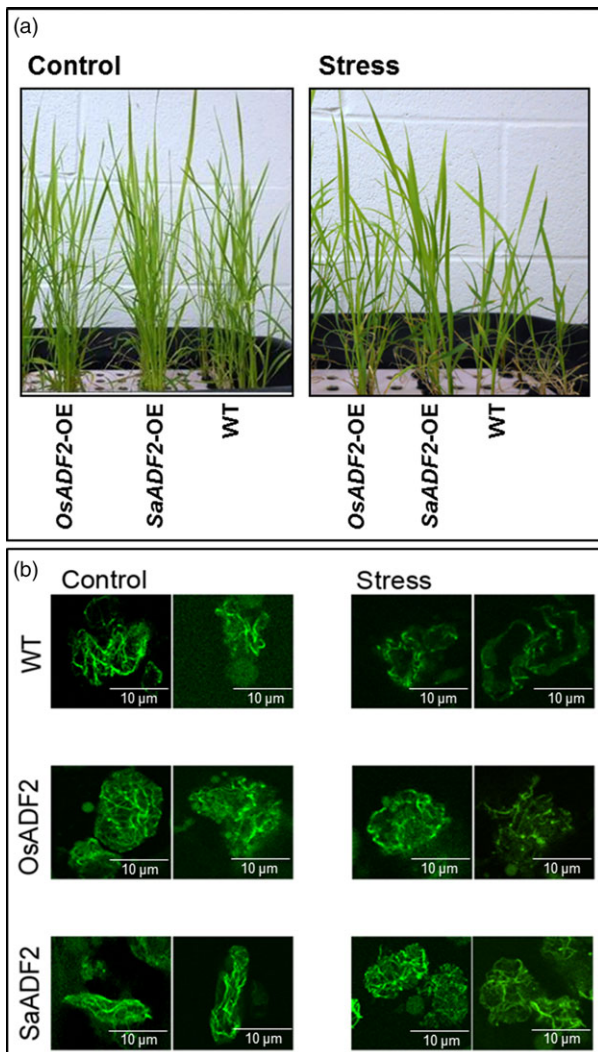 (a)
Control Stress
OsADF2-OE SaADF2-OE WT OsADF2-OE SaADF2-OE WT
(b)
Control Stress
WT
10 µm 10 µm 10 µm 10 µm
OsADF2
10 µm 10 µm 10 µm 10 µm
SaADF2
10 µm 10 µm 10 µm 10 µm